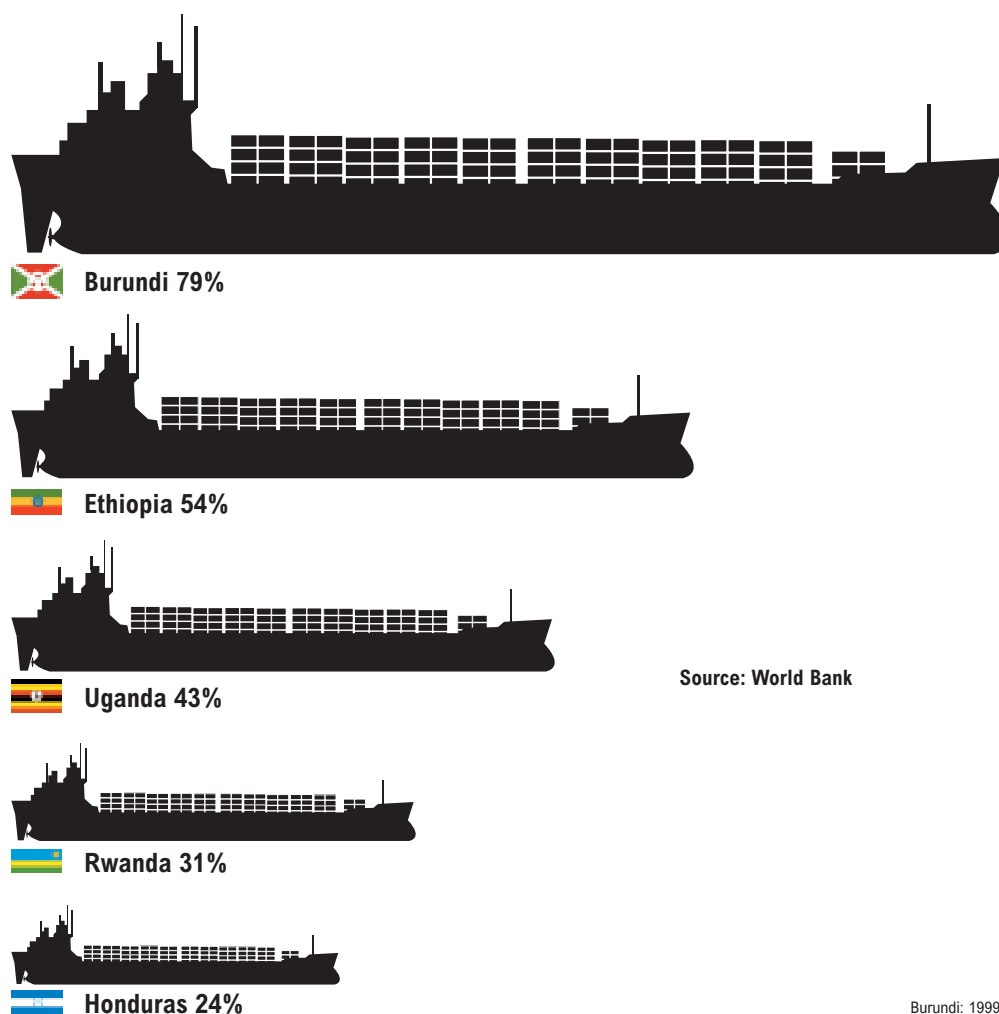 Burundi 79%
Ethiopia 54%
Uganda 43%
Source: World Bank
Rwanda 31%
Honduras 24%
Burundi: 1999